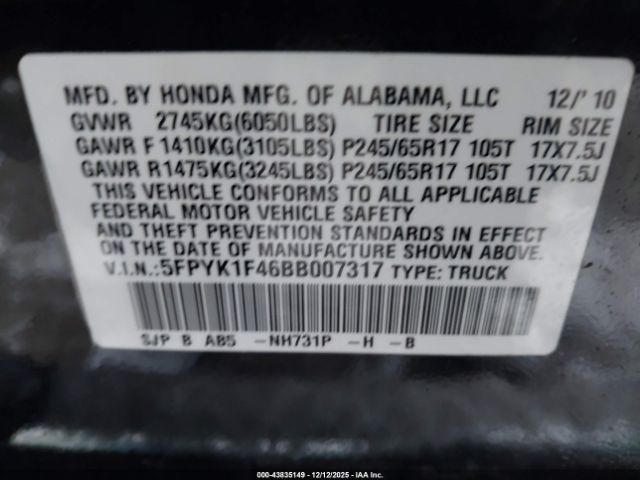 MFD. BY HONDA MFG. OF ALABAMA, LLC 12/' 10
GVWR 2745KG(6050LBS) TIRE SIZE RIM SIZE
GAWR F 1410KG(3105LBS) P245/65R17 105T 17X7.5J
GAWR R1475KG(3245LBS) P245/65R17 105T 17X7.5J
THIS VEHICLE CONFORMS TO ALL APPLICABLE
FEDERAL MOTOR VEHICLE SAFETY
AND THEFT PREVENTION STANDARDS IN EFFECT
ON THE DATE OF MANUFACTURE SHOWN ABOVE.
V.I.N.:5FPYK1F46BB007317 TYPE: TRUCK
SJP B AB5 -NH731P -H -B
000-43835149 - 12/12/2025 - IAA Inc.